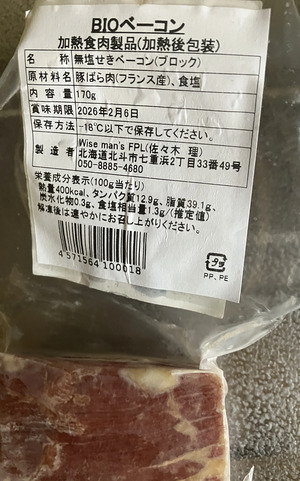 BIOベーコン
加熱食肉製品(加熱後包装)
名 称 無塩せきベーコン(ブロック)
原材料名 豚ばら肉(フランス産)、食塩
内 容 量 170g
賞味期限 2026年2月6
保存方法 -18℃以下で保存してください。
製 造 者 Wise man's FPL(佐々木 理)
北海道北斗市七重浜2丁目33番49号
050-8885-4680
栄養成分表示(100g当たり)
熱量400kcal、タンパク質12.9g、脂質39.1g、
炭水化物0.3g、食塩相当量1.3g/(推定値)
解凍後は速やかにお召し上がりください。
4 571564 100018
プラ
PP、PE